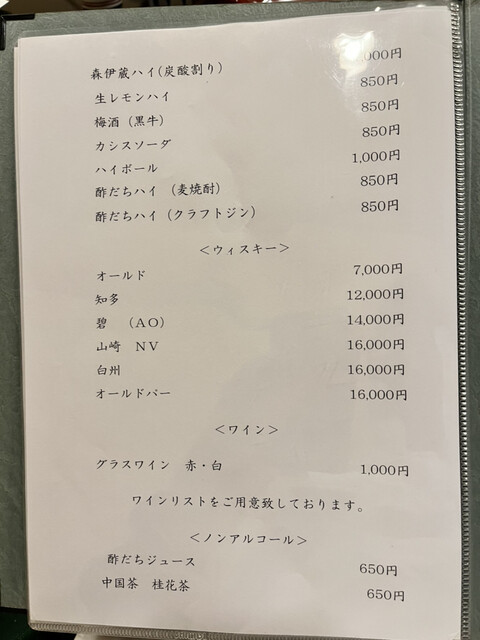 森伊蔵ハイ(炭酸割り) 000円
生レモンハイ 850円
梅酒(黒牛) 850円
カシスソーダ 850円
ハイボール 1,000円
酢だちハイ (麦焼酎) 850円
酢だちハイ(クラフトジン) 850円
<ウィスキー>
オールド 7,000円
知多 12,000円
碧 (AO) 14,000円
山崎 NV 16,000円
白州 16,000円
オールドパー 16,000円
<ワイン>
グラスワイン 赤・白 1,000円
ワインリストをご用意致しております。
<ノンアルコール>
酢だちジュース 650円
中国茶 桂花茶 650円